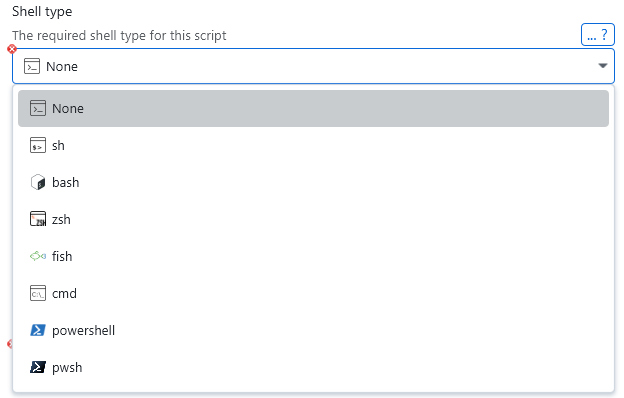 Shell type
The required shell type for this script
... ?
None
None
sh
bash
zsh
fish
cmd
powershell
pwsh